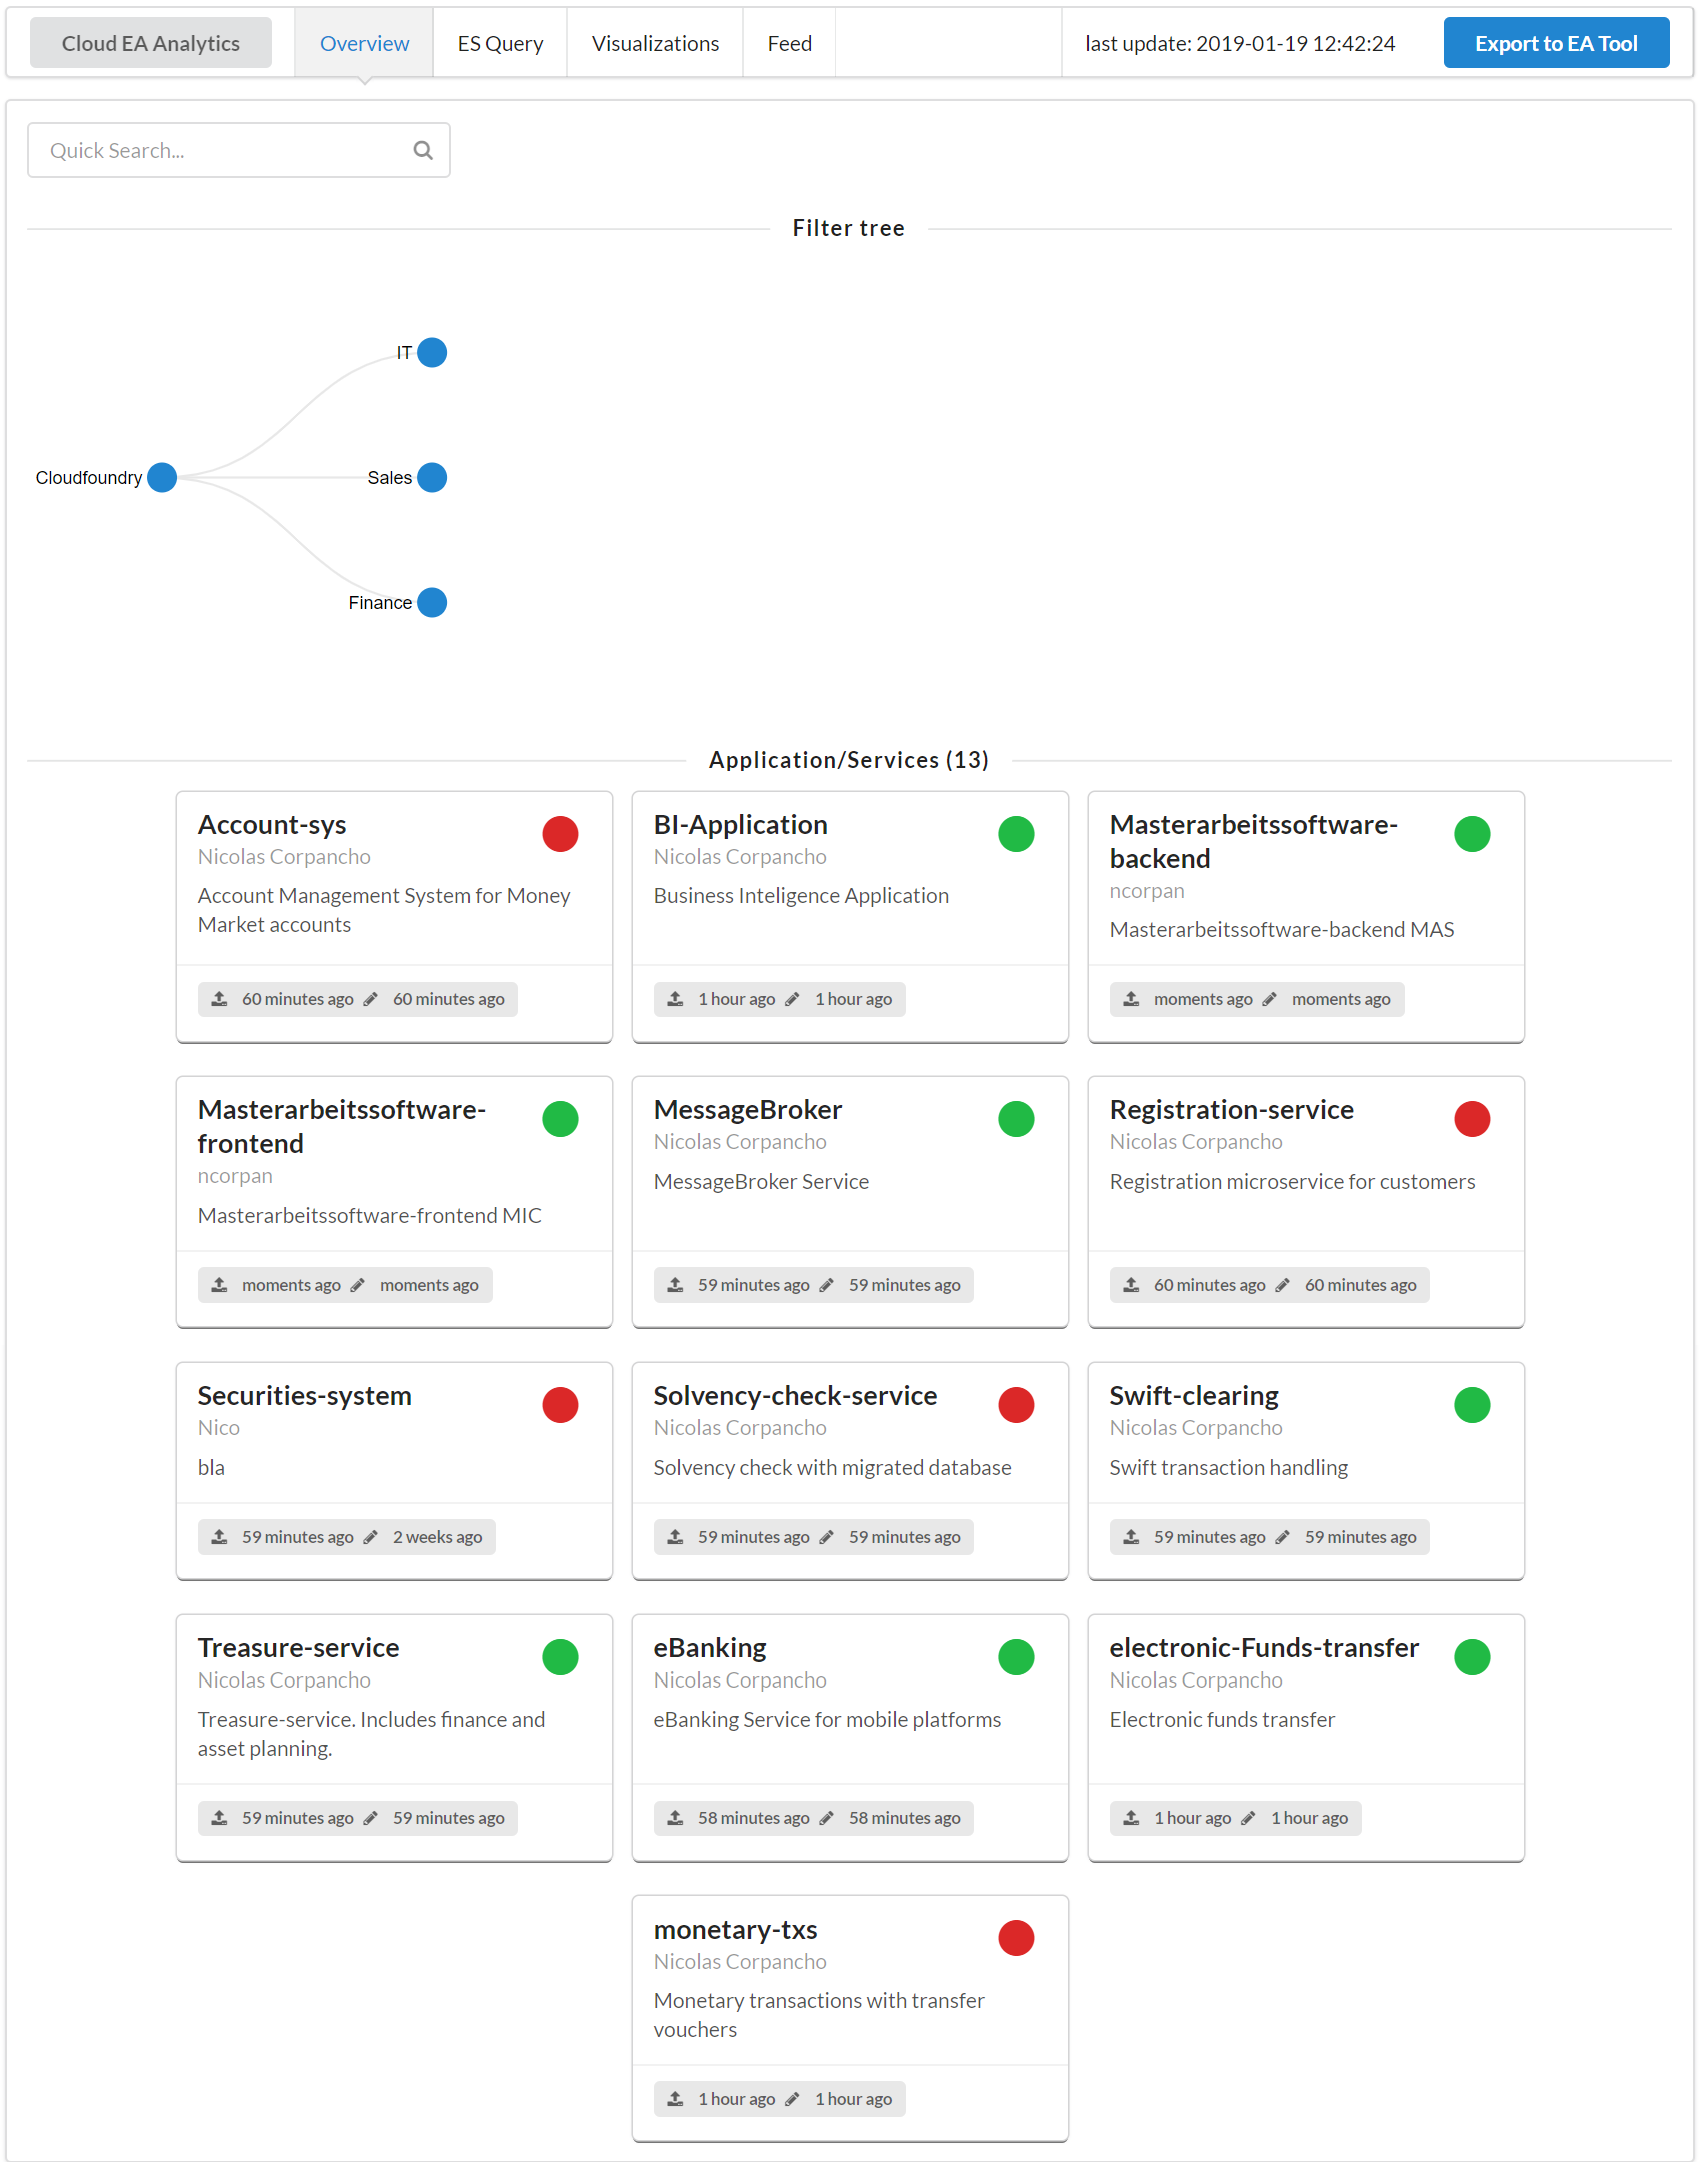 Cloud EA Analytics
Overview
ES Query
Visualizations
Feed
last update: 2019-01-19 12:42:24
Export to EA Tool
Quick Search...
Filter tree
IT
Cloudfoundry
Sales
Finance
Application/Services (13)
Account-sys
Nicolas Corpancho
Account Management System for Money
Market accounts
60 minutes ago 60 minutes ago
BI-Application
Nicolas Corpancho
Business Inteligence Application
1 hour ago 1 hour ago
Masterarbeitssoftware-
backend
ncorpan
Masterarbeitssoftware-backend MAS
moments ago moments ago
Masterarbeitssoftware-
frontend
ncorpan
Masterarbeitssoftware-frontend MIC
moments ago moments ago
MessageBroker
Nicolas Corpancho
MessageBroker Service
59 minutes ago 59 minutes ago
Registration-service
Nicolas Corpancho
Registration microservice for customers
60 minutes ago 60 minutes ago
Securities-system
Nico
bla
59 minutes ago 2 weeks ago
Solvency-check-service
Nicolas Corpancho
Solvency check with migrated database
59 minutes ago 59 minutes ago
Swift-clearing
Nicolas Corpancho
Swift transaction handling
59 minutes ago 59 minutes ago
Treasure-service
Nicolas Corpancho
Treasure-service. Includes finance and
asset planning.
59 minutes ago 59 minutes ago
eBanking
Nicolas Corpancho
eBanking Service for mobile platforms
58 minutes ago 58 minutes ago
electronic-Funds-transfer
Nicolas Corpancho
Electronic funds transfer
1 hour ago 1 hour ago
monetary-txs
Nicolas Corpancho
Monetary transactions with transfer
vouchers
1 hour ago 1 hour ago